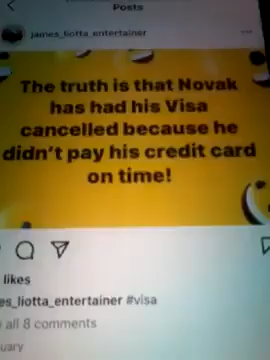 Posts
james_liotta_entertainer
The truth is that Novak
has had his Visa
cancelled because he
didn't pay his credit card
on time!
likes
es_liotta_entertainer #visa
all 8 comments
uary